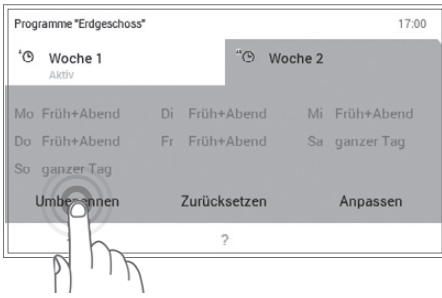 Programme "Erdgeschoss" 17:00
Woche 1 Woche 2
Aktiv
Mo Früh+Abend Di Früh+Abend Mi Früh+Abend
Do Früh+Abend Fr Früh+Abend Sa ganzer Tag
So ganzer Tag
Umbenennen Zurücksetzen Anpassen
?